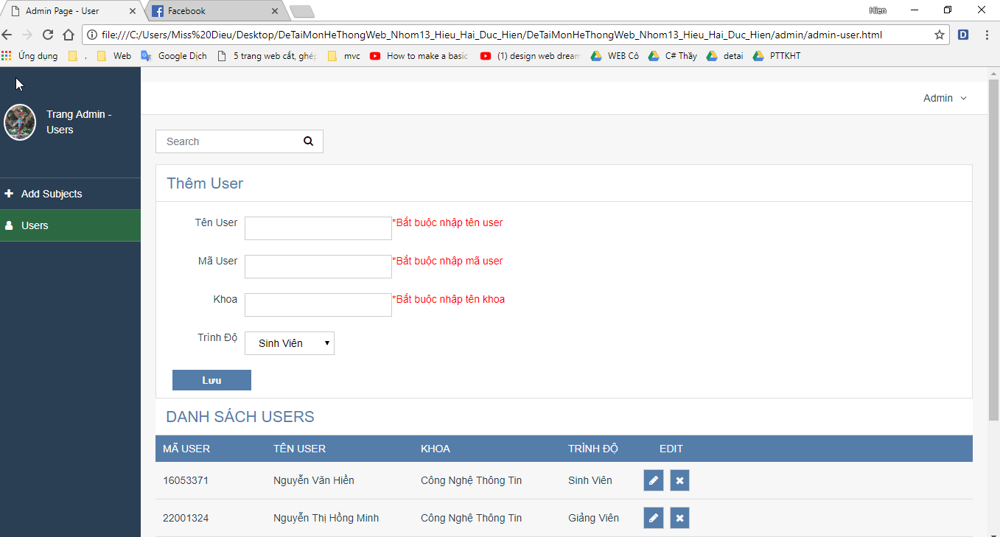 Admin Page - User
Facebook
Hien
file:///C:/Users/Miss%20Dieu/Desktop/DeTaiMonHeThongWeb_Nhom13_Hieu_Hai_Duc_Hien/DeTaiMonHeThongWeb_Nhom13_Hieu_Hai_Duc_Hien/admin/admin-user.html
D
Ứng dụng . Web Google Dịch 5 trang web cắt, ghép mvc How to make a basic (1) design web dream WEB Cô C# Thầy detai PTTKHT
Trang Admin -
Users
Add Subjects
Users
Admin
Search
Thêm User
Tên User *Bắt buộc nhập tên user
Mã User *Bắt buộc nhập mã user
Khoa *Bắt buộc nhập tên khoa
Trình Độ Sinh Viên
Lưu
DANH SÁCH USERS
MÃ USER TÊN USER KHOA TRÌNH ĐỘ EDIT
16053371 Nguyễn Văn Hiền Công Nghệ Thông Tin Sinh Viên
22001324 Nguyễn Thị Hồng Minh Công Nghệ Thông Tin Giảng Viên